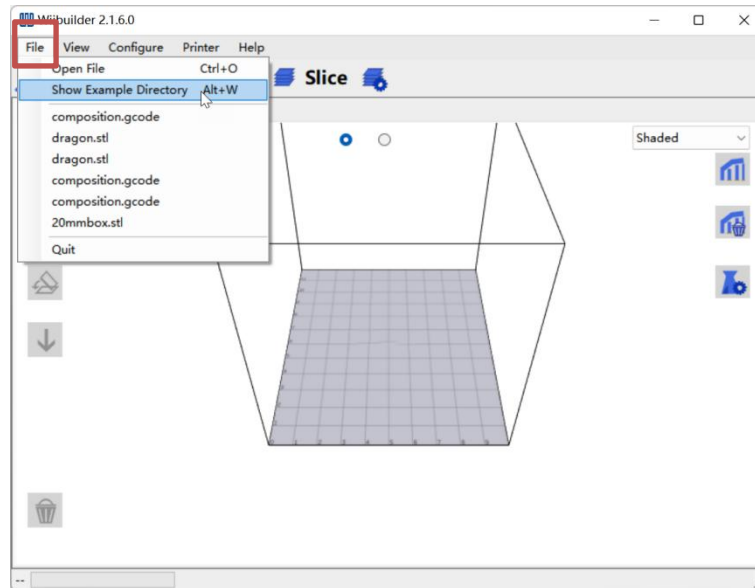 Wiibuilder 2.1.6.0
File View Configure Printer Help
Open File Ctrl+O
Show Example Directory Alt+W
Slice
composition.gcode
dragon.stl
dragon.stl
composition.gcode
composition.gcode
20mmbox.stl
Quit
Shaded
--